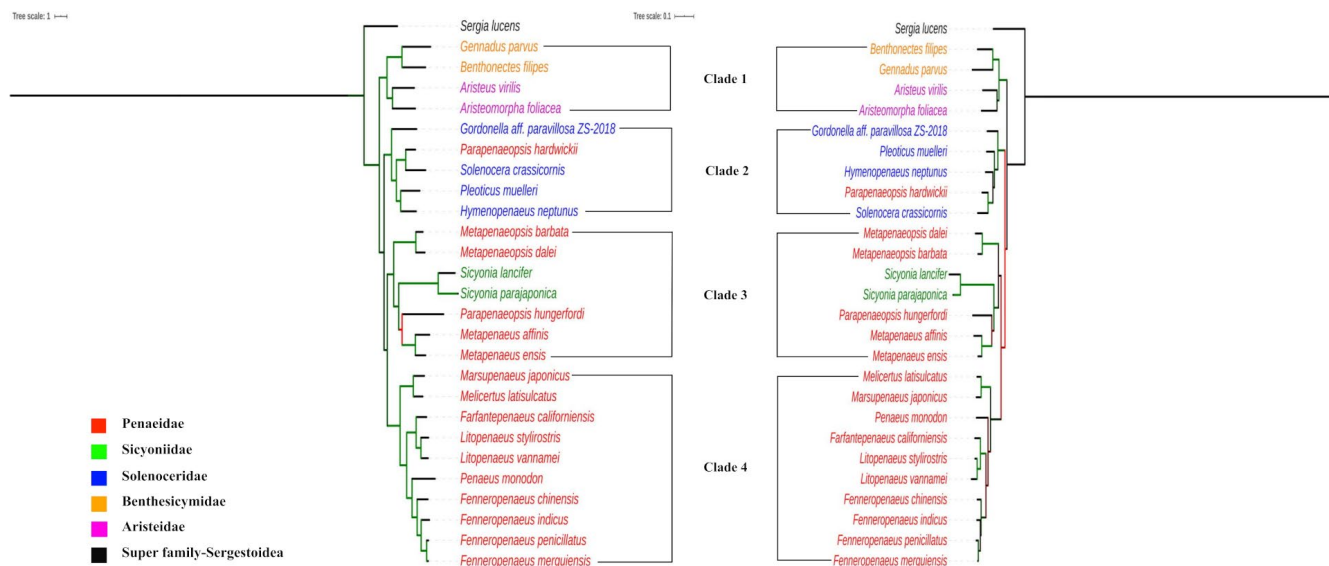 Tree scale: 1
Tree scale: 0.1
Sergia lucens
Gennadus parvus
Benthonectes filipes
Aristeus virilis
Aristeomorpha foliacea
Gordonella aff. paravillosa ZS-2018
Parapenaeopsis hardwickii
Solenocera crassicornis
Pleoticus muelleri
Hymenopenaeus neptunus
Metapenaeopsis barbata
Metapenaeopsis dalei
Sicyonia lancifer
Sicyonia parajaponica
Parapenaeopsis hungerfordi
Metapenaeus affinis
Metapenaeus ensis
Marsupenaeus japonicus
Melicertus latisulcatus
Farfantepenaeus californiensis
Litopenaeus stylirostris
Litopenaeus vannamei
Penaeus monodon
Fenneropenaeus chinensis
Fenneropenaeus indicus
Fenneropenaeus penicillatus
Fenneropenaeus merguiensis
Clade 1
Clade 2
Clade 3
Clade 4
Sergia lucens
Benthonectes filipes
Gennadus parvus
Aristeus virilis
Aristeomorpha foliacea
Gordonella aff. paravillosa ZS-2018
Pleoticus muelleri
Hymenopenaeus neptunus
Parapenaeopsis hardwickii
Solenocera crassicornis
Metapenaeopsis dalei
Metapenaeopsis barbata
Sicyonia lancifer
Sicyonia parajaponica
Parapenaeopsis hungerfordi
Metapenaeus affinis
Metapenaeus ensis
Melicertus latisulcatus
Marsupenaeus japonicus
Penaeus monodon
Farfantepenaeus californiensis
Litopenaeus stylirostris
Litopenaeus vannamei
Fenneropenaeus chinensis
Fenneropenaeus indicus
Fenneropenaeus penicillatus
Fenneropenaeus merguiensis
Penaeidae
Sicyoniidae
Solenoceridae
Benthesicymidae
Aristeidae
Super family-Sergestoidea